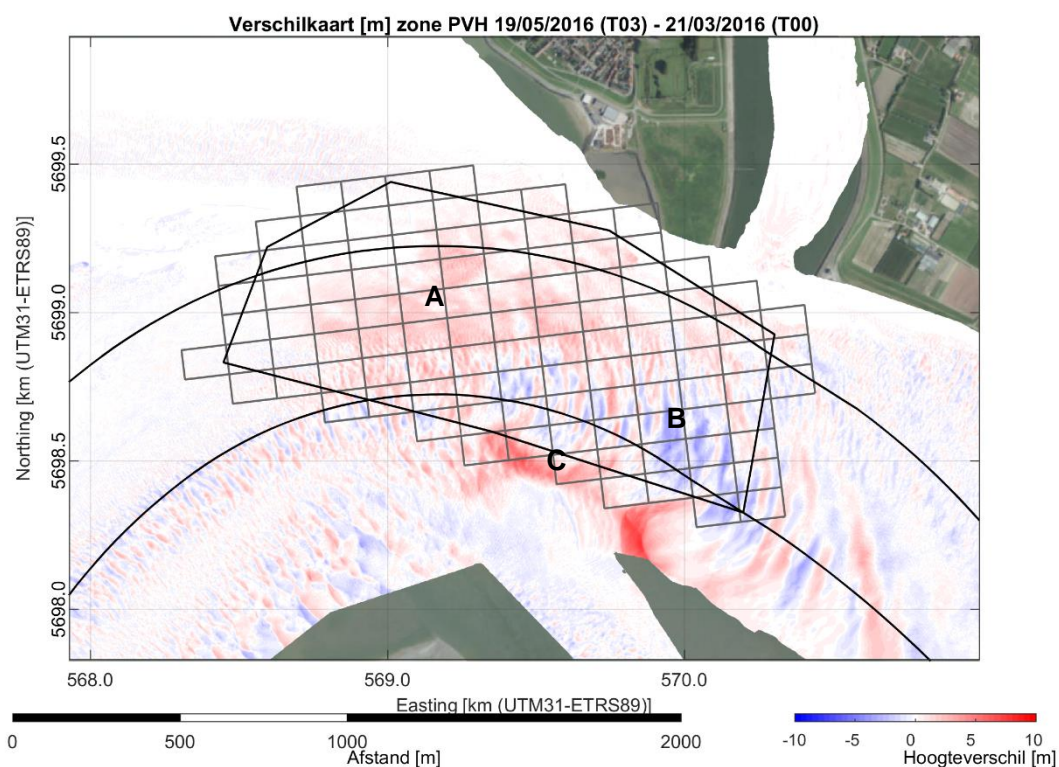 Verschilkaart [m] zone PVH 19/05/2016 (T03) - 21/03/2016 (T00)
Northing [km (UTM31-ETRS89)]
5699.5
5699.0
5698.5
5698.0
A
B
C
568.0 569.0 570.0
Easting [km (UTM31-ETRS89)]
0 500 1000 2000
Afstand [m]
-10 -5 0 5 10
Hoogteverschil [m]